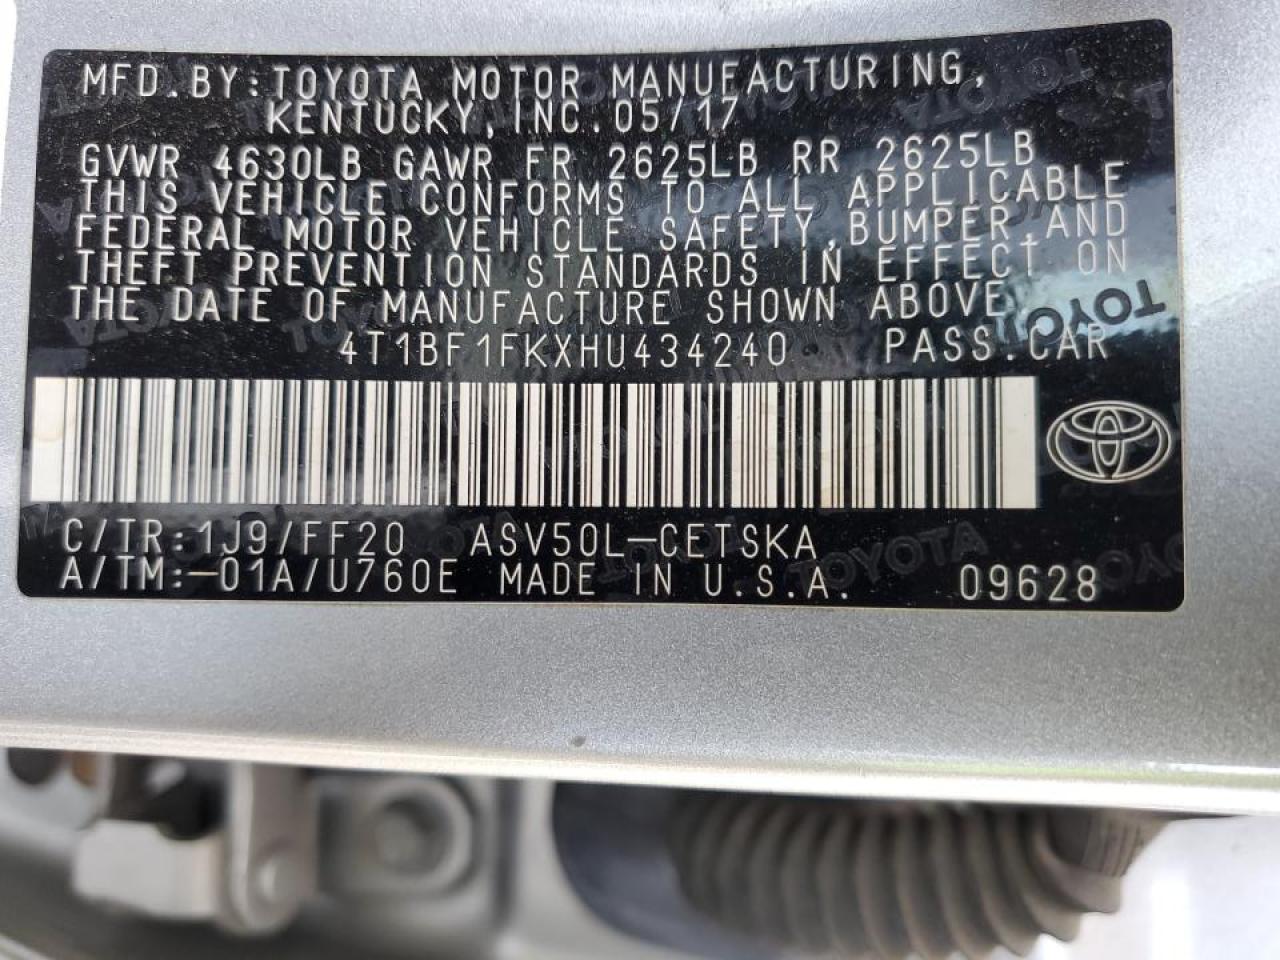 MFD.BY:TOYOTA MOTOR MANUFACTURING,
KENTUCKY,INC.05/17
GVWR 4630LB GAWR FR 2625LB RR 2625LB
THIS VEHICLE CONFORMS TO ALL APPLICABLE
FEDERAL MOTOR VEHICLE SAFETY,BUMPER,AND
THEFT PREVENTION STANDARDS IN EFFECT ON
THE DATE OF MANUFACTURE SHOWN ABOVE.
4T1BF1FKXHU434240 PASS.CAR
C/TR:1J9/FF20 ASV50L-CETSKA
A/TM:-01A/U760E MADE IN U.S.A. 09628
TOYOTA